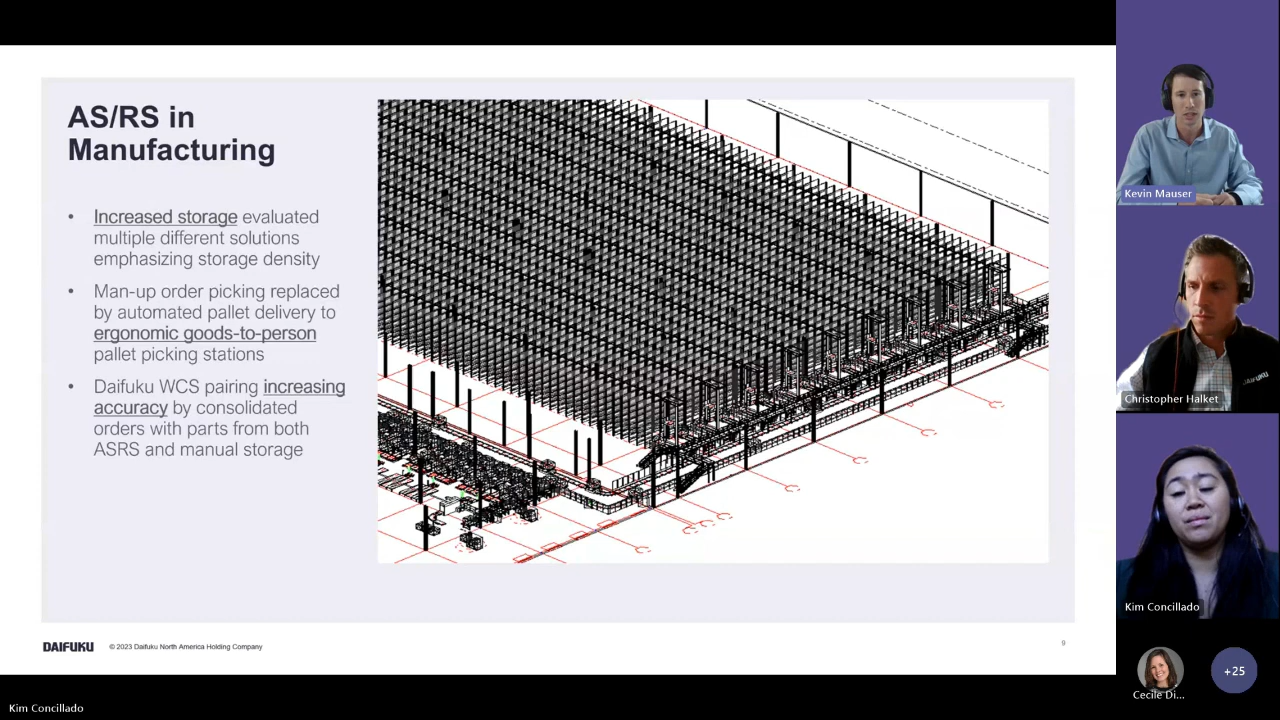 AS/RS in
Manufacturing
• Increased storage evaluated
multiple different solutions
emphasizing storage density
• Man-up order picking replaced
by automated pallet delivery to
ergonomic goods-to-person
pallet picking stations
• Daifuku WCS pairing increasing
accuracy by consolidated
orders with parts from both
ASRS and manual storage
DAIFUKU
© 2023 Daifuku North America Holding Company
9
Kevin Mauser
DAIFUKU
Christopher Halket
Kim Concillado
Cecile Di...
+25
Kim Concillado